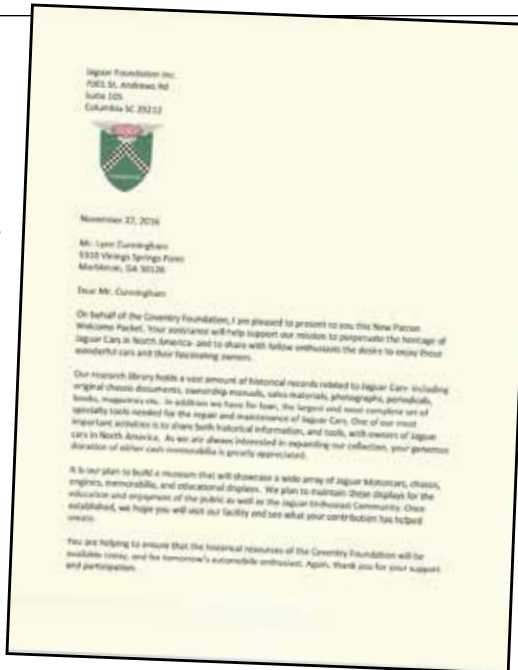 Jaguar Foundation Inc.
7001 St. Andrews Rd
Suite 105
Columbia SC 29212
November 27, 2016
Mr. Lynn Cunningham
Vinings Springs Point
GA 30126
Dear Mr. Cunningham
On behalf of the Coventry Foundation, I am pleased to present to you this New Patron
Welcome Packet. Your assistance will help support our mission to perpetuate the heritage of
Jaguar Cars in North America and to share with fellow enthusiasts the desire to enjoy these
wonderful cars and their fascinating owners.
Our research library holds a vast amount of historical records related to Jaguar Cars including
original chassis documents, ownership manuals, sales materials, photographs, periodicals,
books, magazines etc. In addition we have for loan, the largest and most complete set of
specialty tools needed for the repair and maintenance of Jaguar Cars. One of our most
important activities is to share both historical information, and tools, with owners of Jaguar
cars in North America. As we are always interested in expanding our collection, your generous
donation of either cash memorabilia is greatly appreciated.
It is our plan to build a museum that will showcase a wide array of Jaguar Motorcars, chassis,
engines, memorabilia, and educational displays. We plan to maintain these displays for the
education and enjoyment of the public as well as the Jaguar Enthusiast Community. Once
established, we hope you will visit our facility and see what your contribution has helped
create.
You are helping to ensure that the historical resources of the Coventry Foundation will be
available today, and for tomorrow's automobile enthusiast. Again, thank you for your support
and participation.